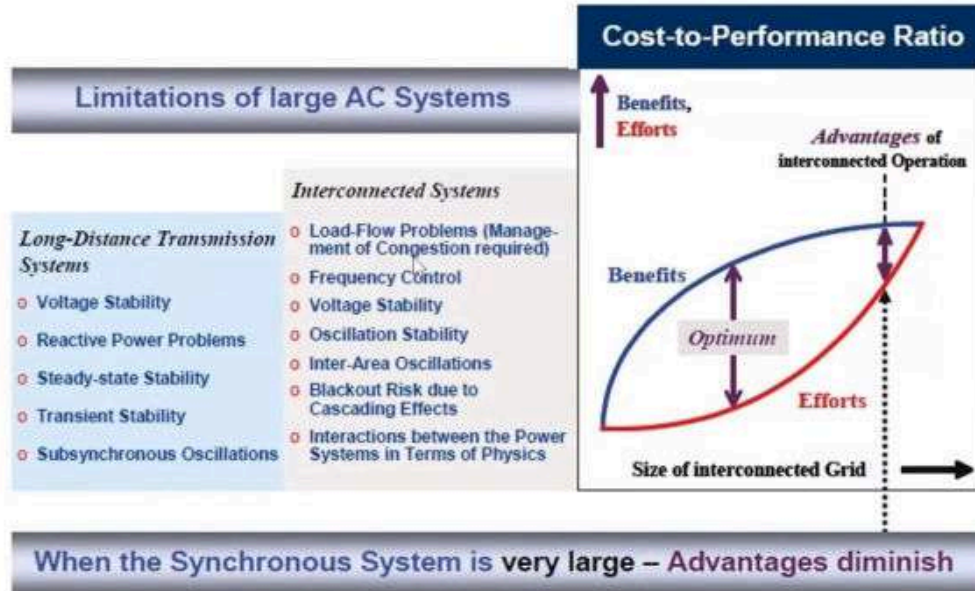 Cost-to-Performance Ratio
Limitations of large AC Systems
Long-Distance Transmission
Systems
o Voltage Stability
o Reactive Power Problems
o Steady-state Stability
o Transient Stability
o Subsynchronous Oscillations
Interconnected Systems
o Load-Flow Problems (Manage-
ment of Congestion required)
o Frequency Control
o Voltage Stability
o Oscillation Stability
o Inter-Area Oscillations
o Blackout Risk due to
Cascading Effects
o Interactions between the Power
Systems in Terms of Physics
Benefits,
Efforts
Advantages of
interconnected Operation
Benefits
Optimum
Efforts
Size of interconnected Grid
When the Synchronous System is very large – Advantages diminish